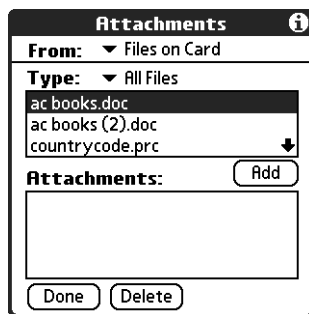 Attachments
From: Files on Card
Type: All Files
ac books.doc
ac books (2).doc
countrycode.prc
Attachments: Add
Done Delete